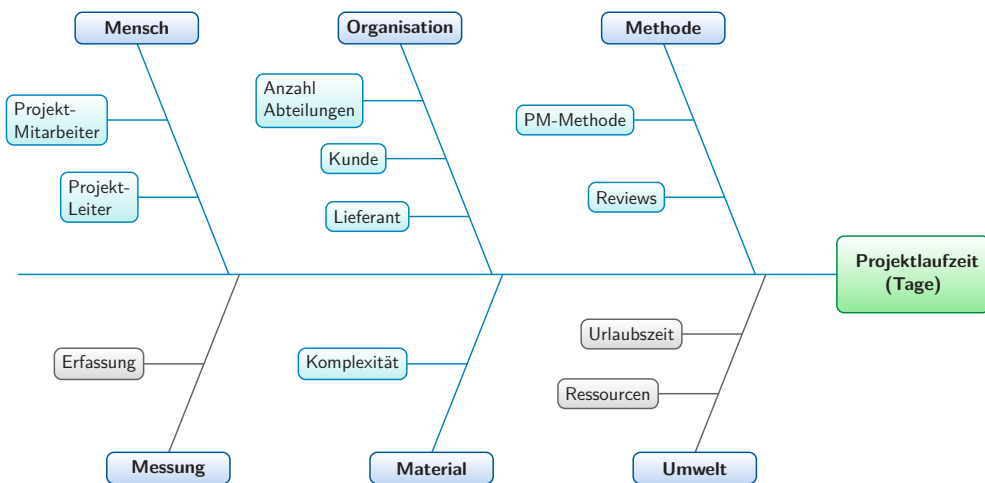 Mensch
Organisation
Methode
Anzahl
Abteilungen
Projekt-
Mitarbeiter
PM-Methode
Kunde
Projekt-
Leiter
Reviews
Lieferant
Projektlaufzeit
(Tage)
Urlaubszeit
Erfassung
Komplexität
Ressourcen
Messung
Material
Umwelt